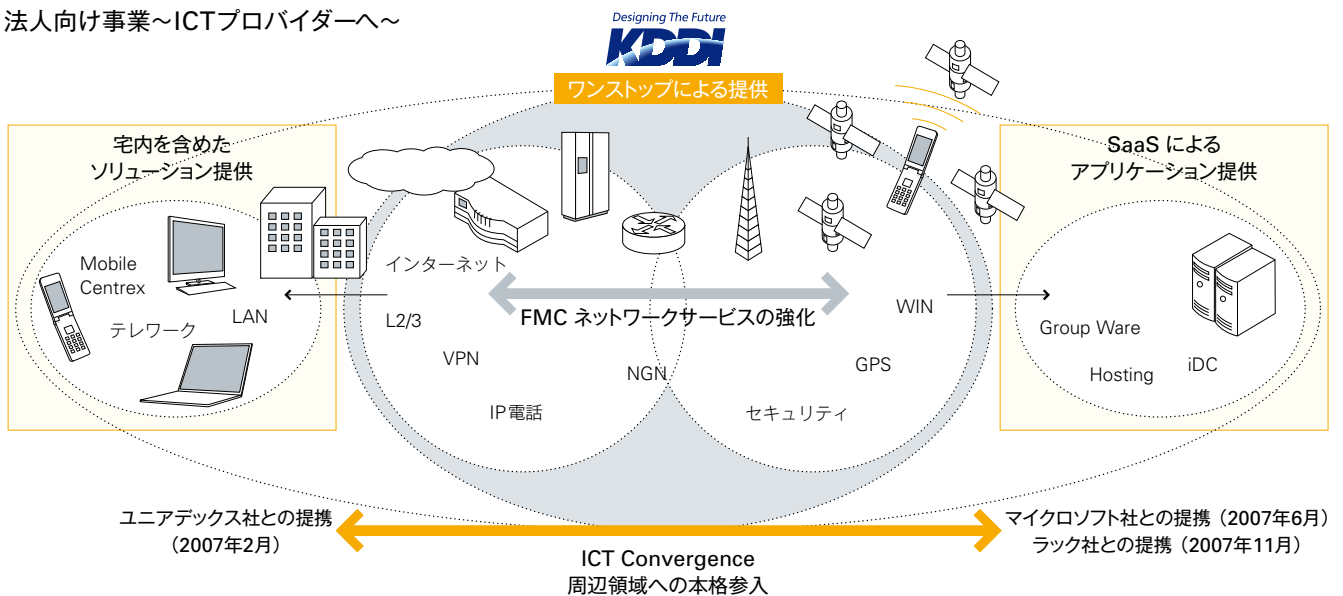 法人向け事業～ICTプロバイダーへ～
Designing The Future
KDDI
ワンストップによる提供
宅内を含めた
ソリューション提供
Mobile
Centrex
テレワーク
LAN
インターネット
L2/3
VPN
IP電話
NGN
FMC ネットワークサービスの強化
WIN
GPS
セキュリティ
SaaS による
アプリケーション提供
Group Ware
Hosting
iDC
ユニアデックス社との提携
（2007年2月）
ICT Convergence
周辺領域への本格参入
マイクロソフト社との提携（2007年6月）
ラック社との提携（2007年11月）